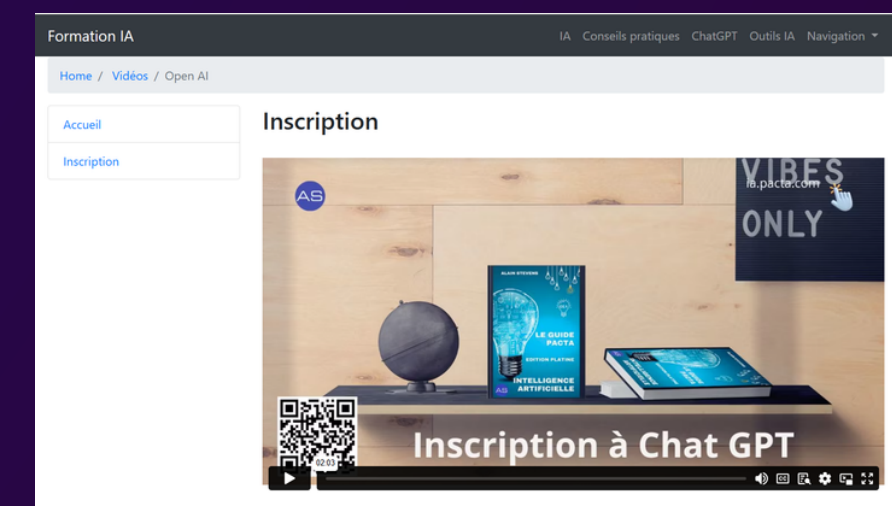 Formation IA
IA Conseils pratiques ChatGPT Outils IA Navigation
Home / Vidéos / Open AI
Accueil
Inscription
Inscription
AS
VIBES
ia.pacta.com
ONLY
ALAIN STEVENS
LE GUIDE
PACTA
EDITION PLATINE
INTELLIGENCE
ARTIFICIELLE
AS
Inscription à Chat GPT
02:03
CC